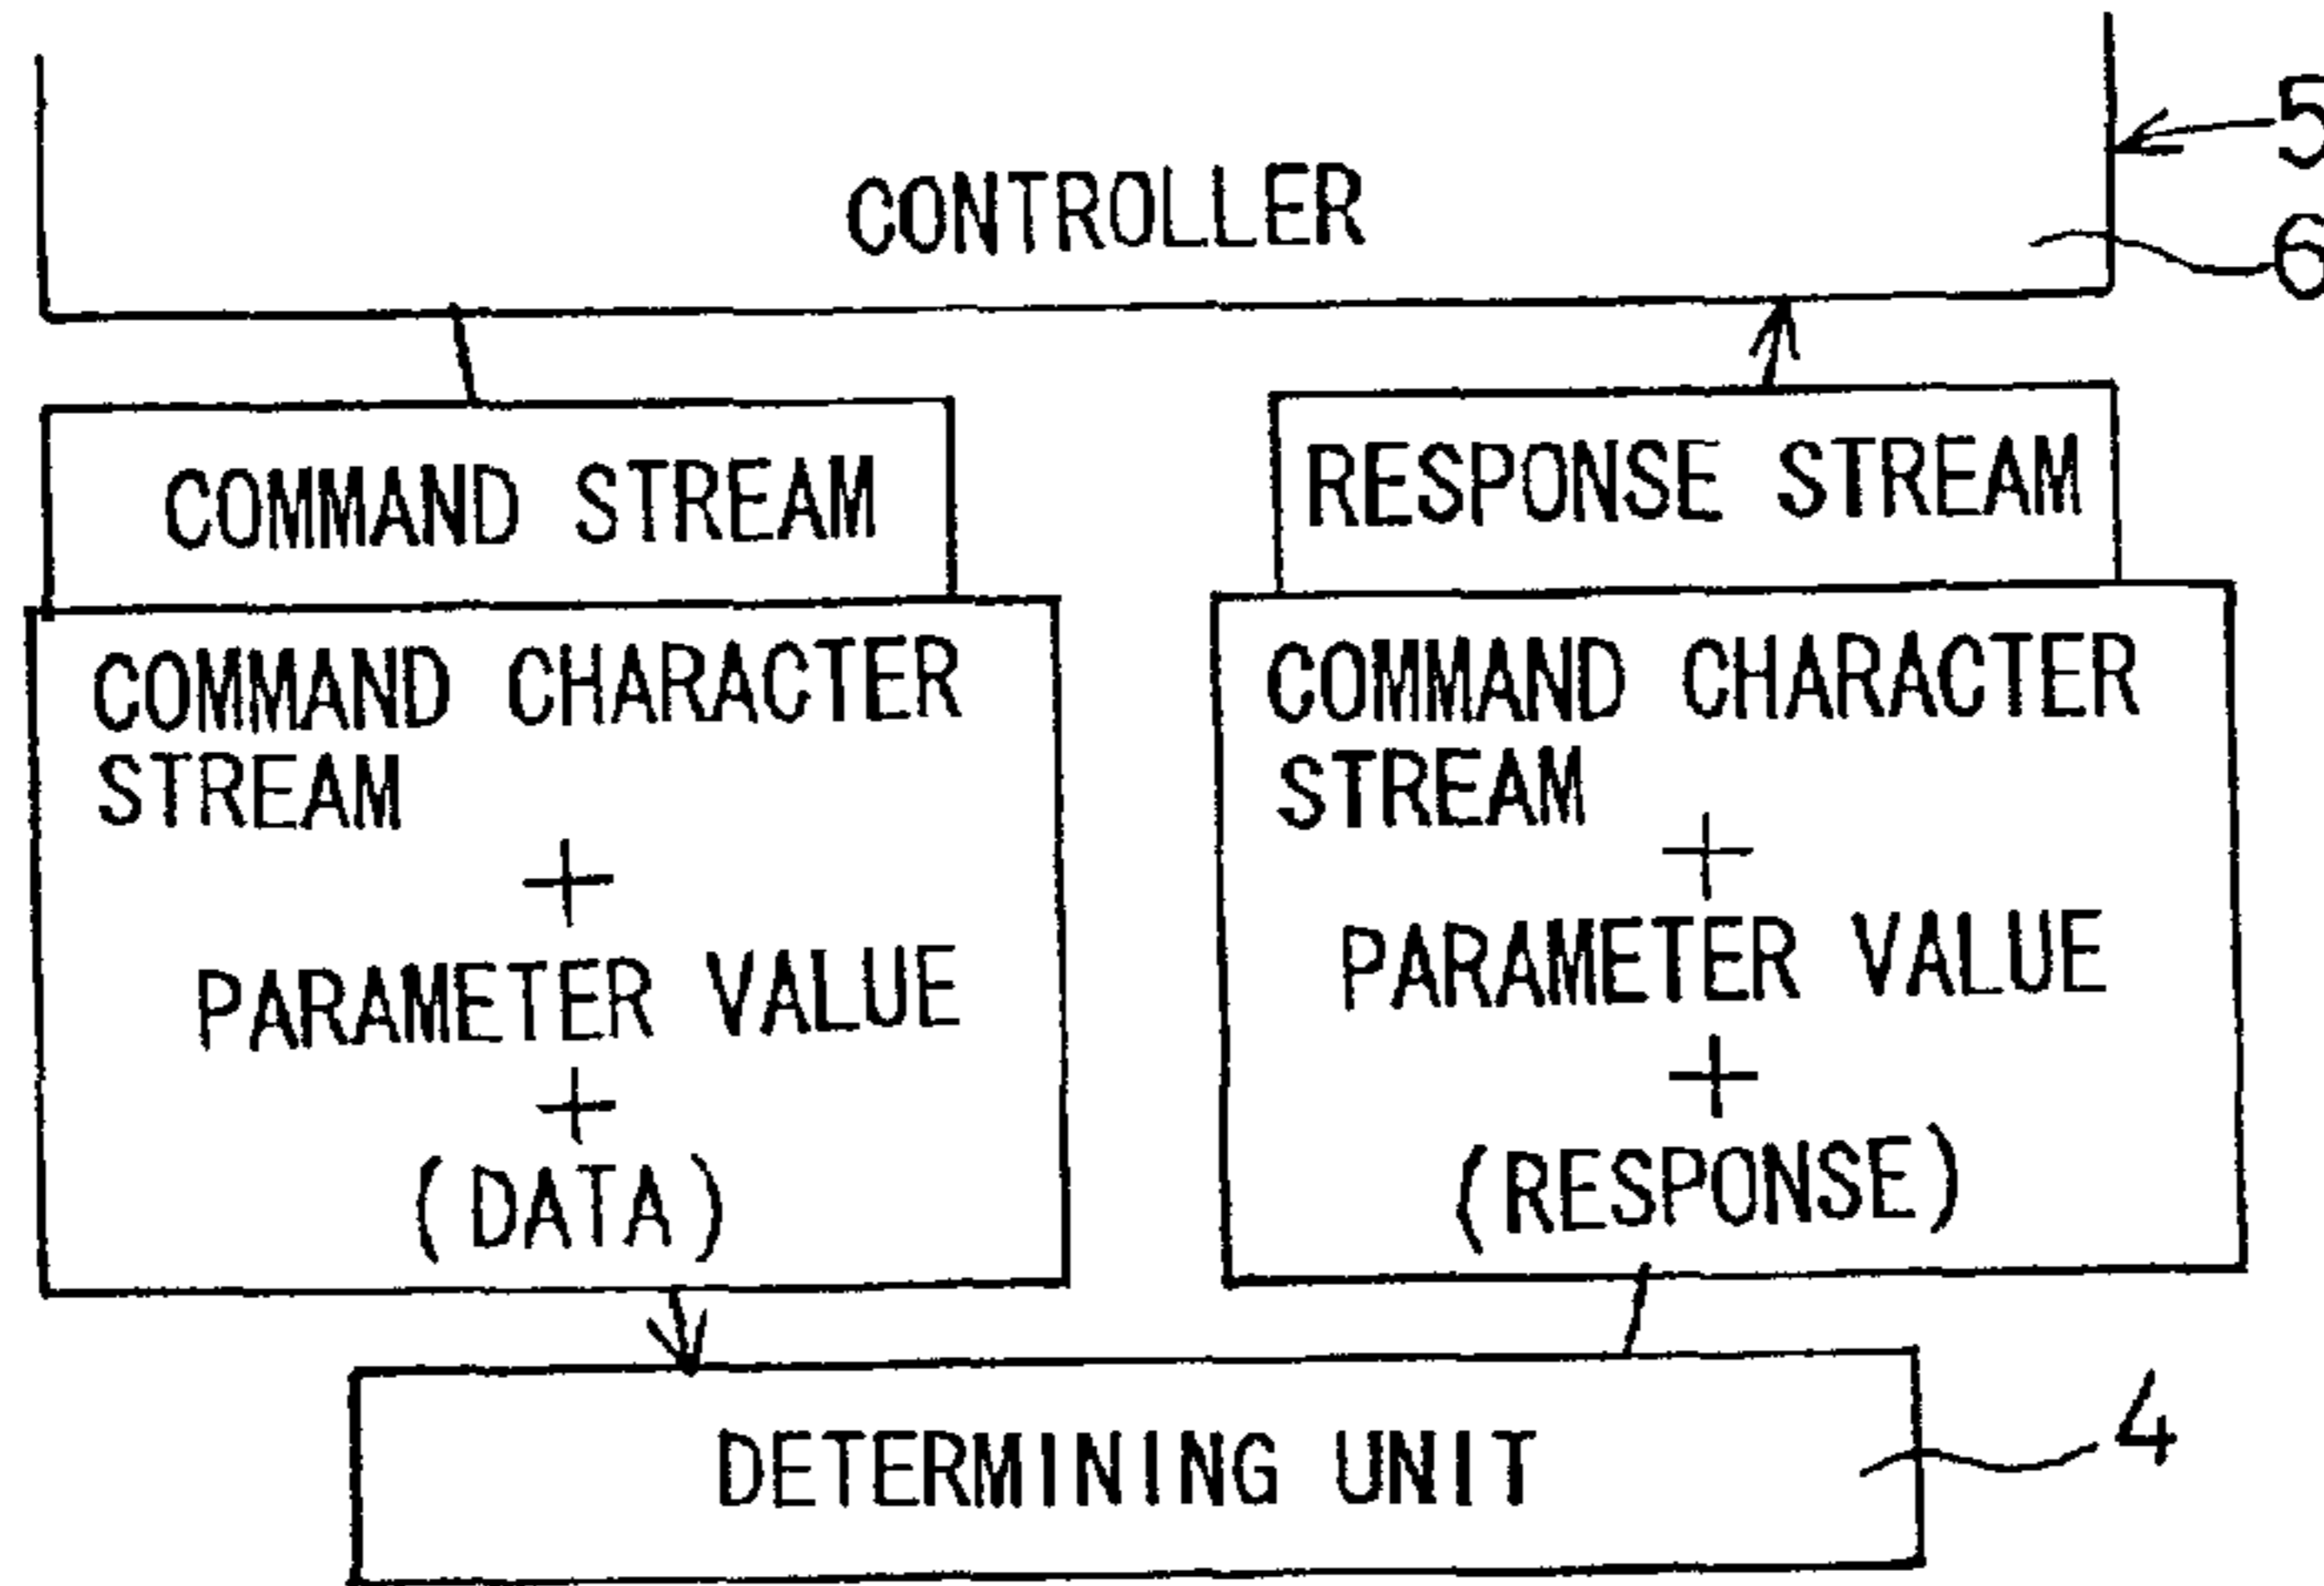 CONTROLLER
5
6
COMMAND STREAM
COMMAND CHARACTER
STREAM
+
PARAMETER VALUE
+
(DATA)
RESPONSE STREAM
COMMAND CHARACTER
STREAM
+
PARAMETER VALUE
+
(RESPONSE)
DETERMINING UNIT
4